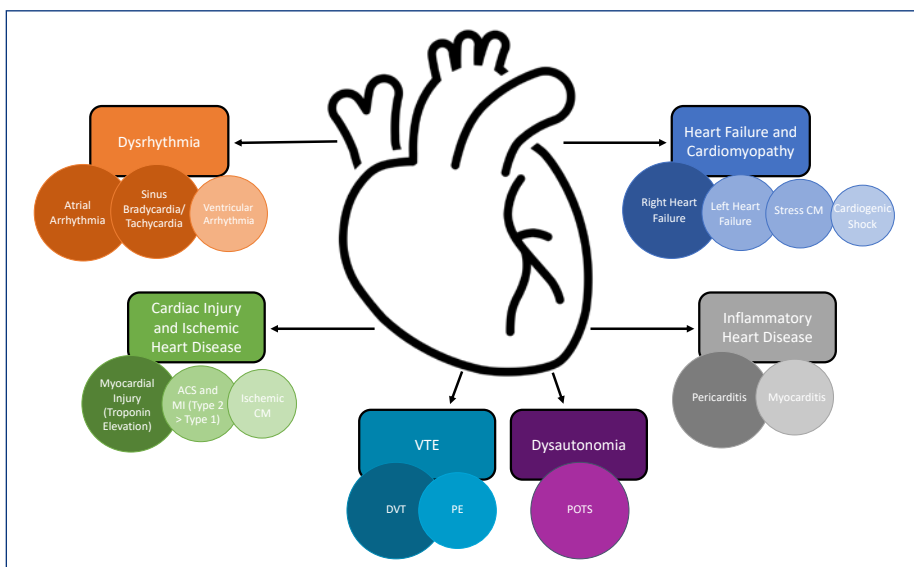 Dysrhythmia
Atrial
Arrhythmia
Sinus
Bradycardia/
Tachycardia
Ventricular
Arrhythmia
Heart Failure and
Cardiomyopathy
Right Heart
Failure
Left Heart
Failure
Stress CM
Cardiogenic
Shock
Cardiac Injury
and Ischemic
Heart Disease
Myocardial
Injury
(Troponin
Elevation)
ACS and
MI (Type 2
> Type 1)
Ischemic
CM
Inflammatory
Heart Disease
Pericarditis
Myocarditis
VTE
DVT
PE
Dysautonomia
POTS